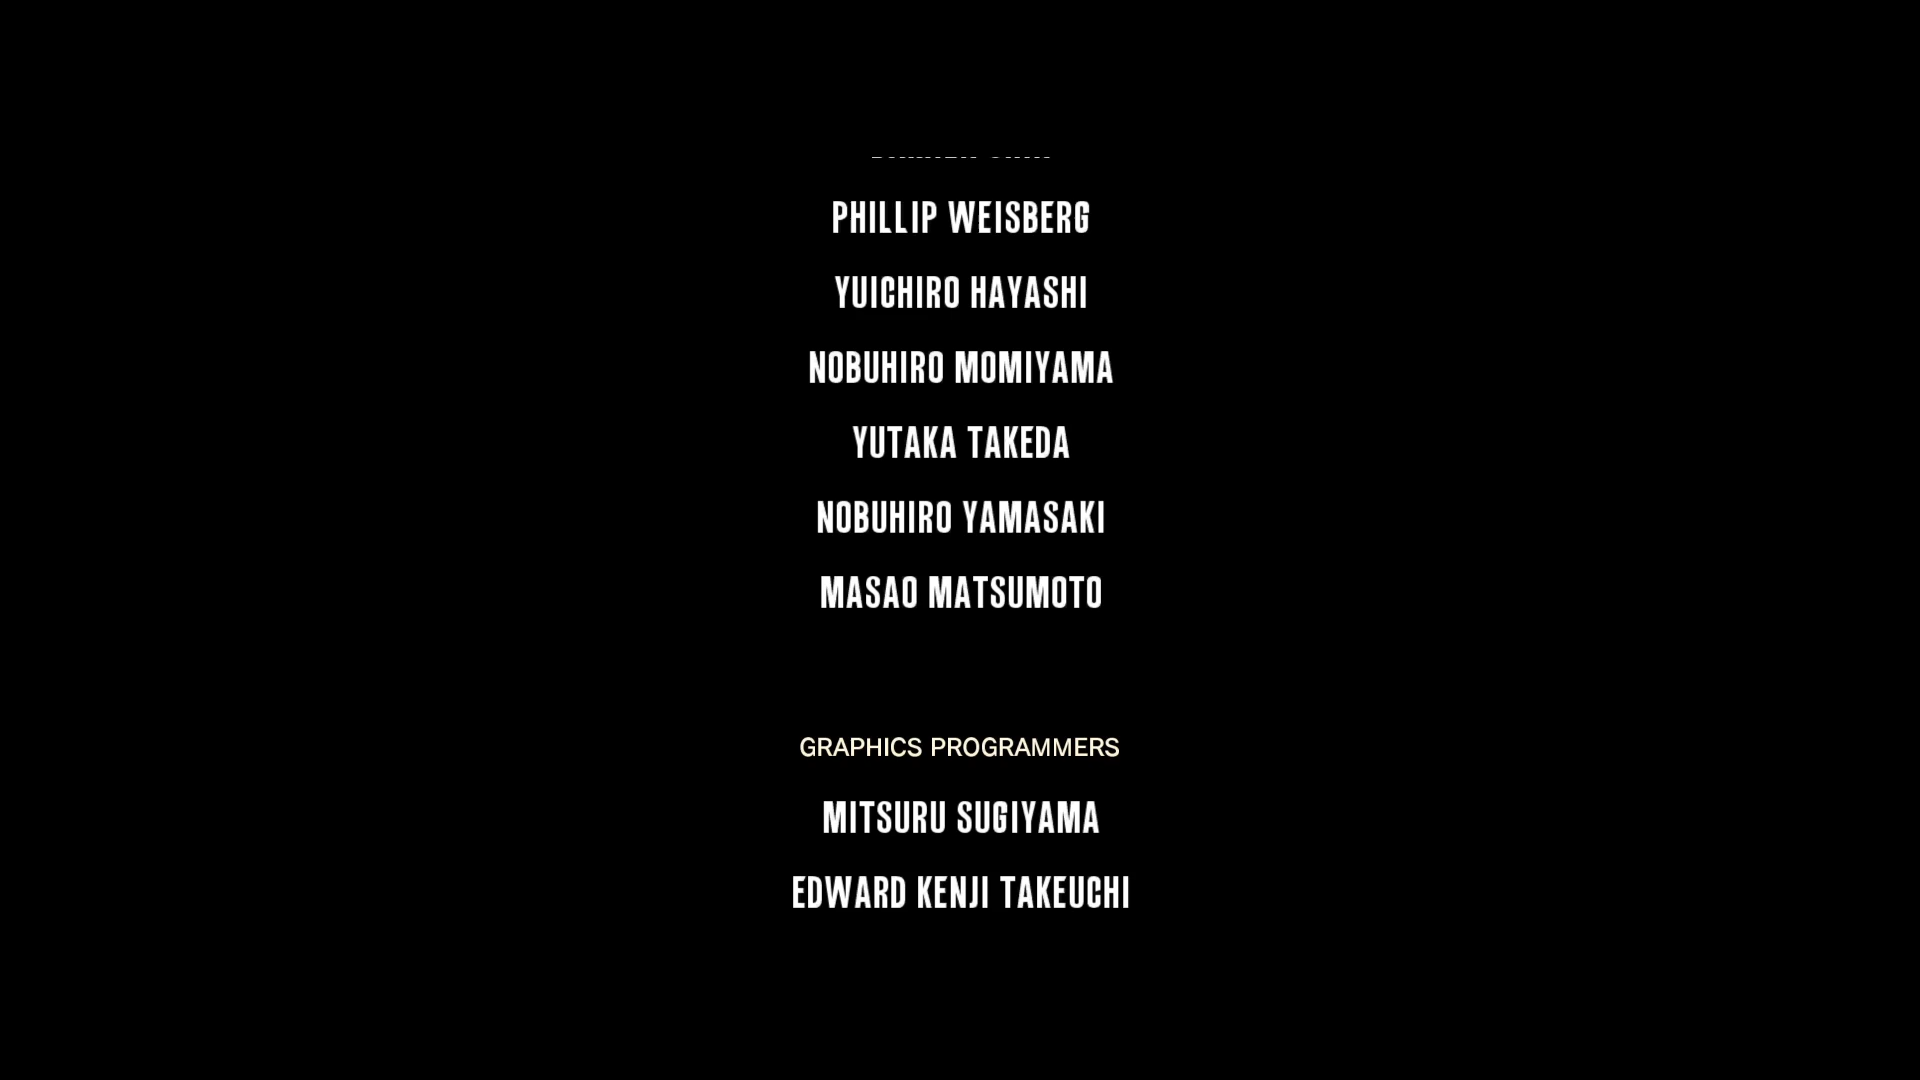 PHILLIP WEISBERG
YUICHIRO HAYASHI
NOBUHIRO MOMIYAMA
YUTAKA TAKEDA
NOBUHIRO YAMASAKI
MASAO MATSUMOTO
GRAPHICS PROGRAMMERS
MITSURU SUGIYAMA
EDWARD KENJI TAKEUCHI